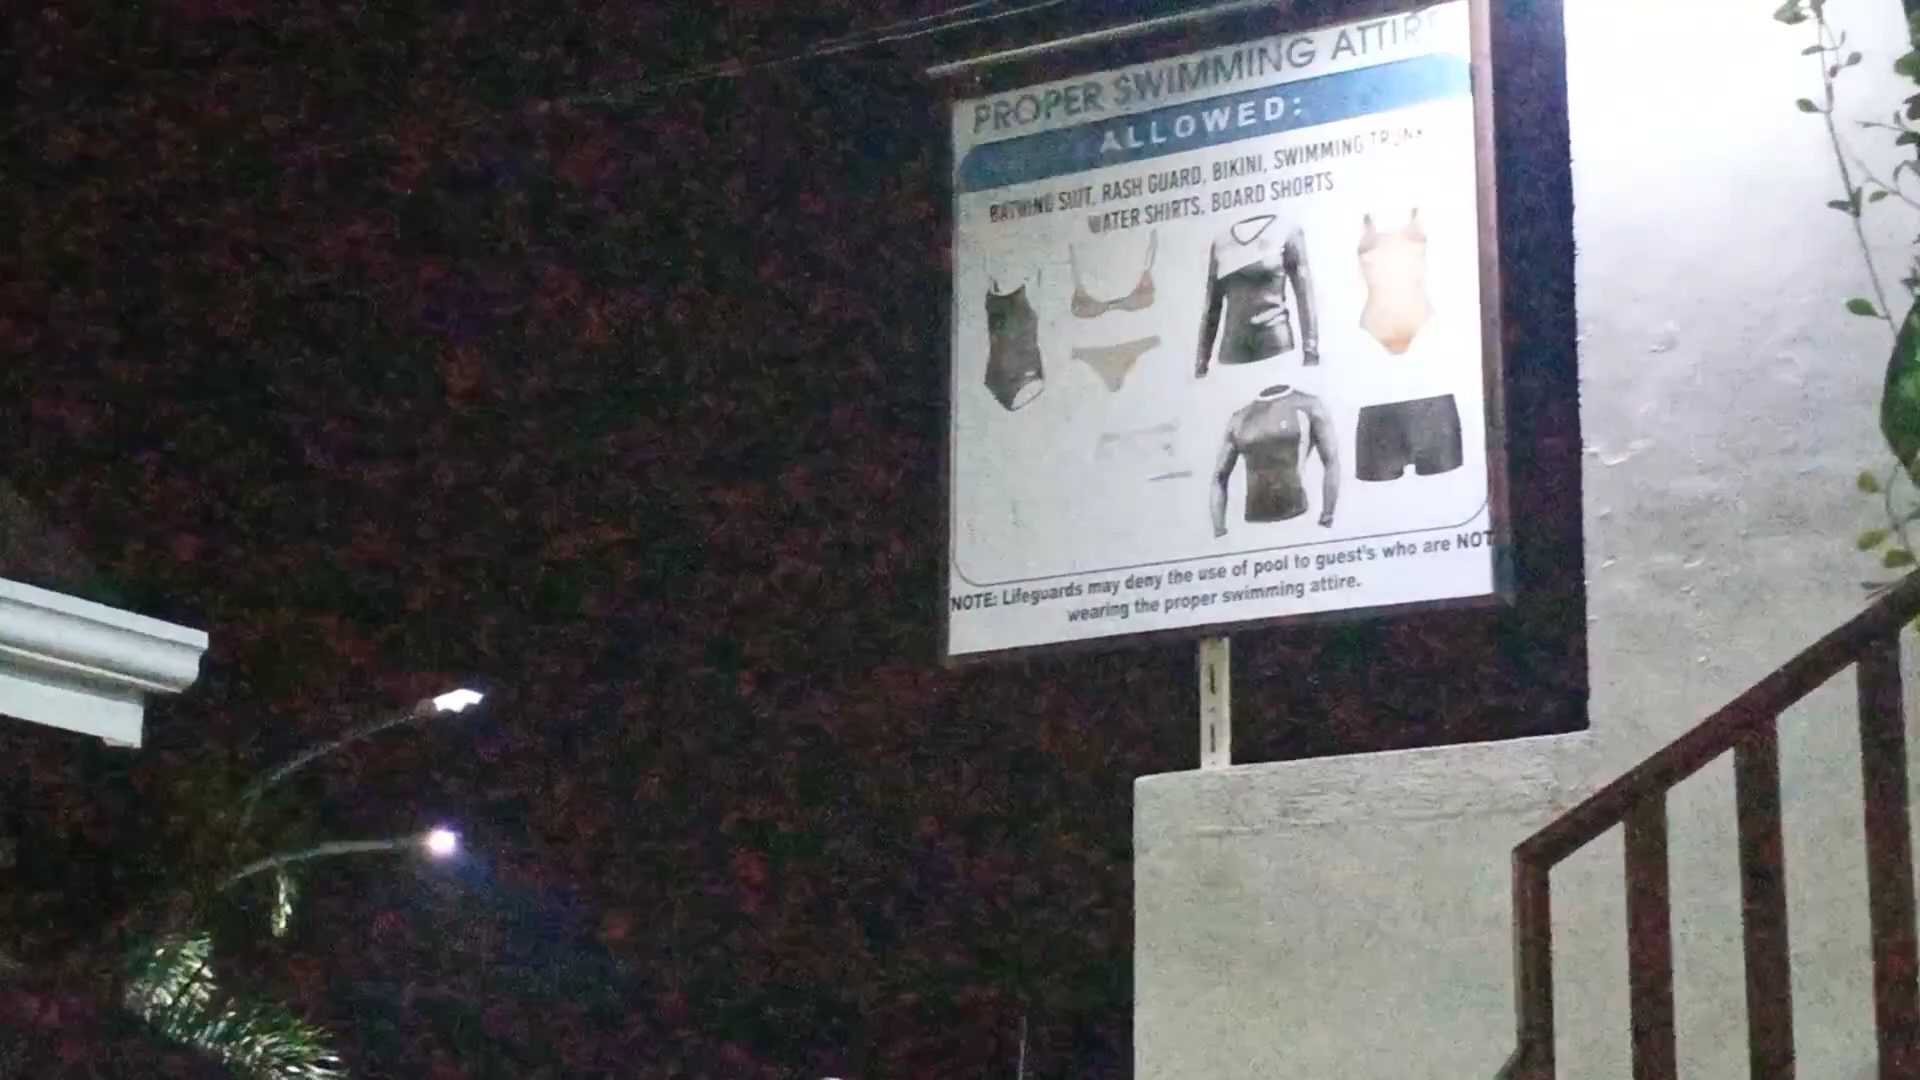 PROPER SWIMMING ATTIRE
ALLOWED:
BATHING SUIT, RASH GUARD, BIKINI, SWIMMING TRUNK
WATER SHIRTS, BOARD SHORTS
NOTE: Lifeguards may deny the use of pool to guest's who are NOT
wearing the proper swimming attire.